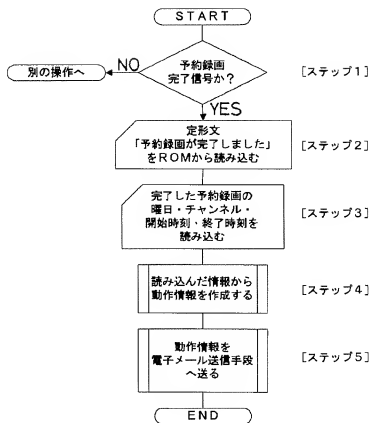 START
予約録画
完了信号か？
[ステップ1]
NO
別の操作へ
YES
定形文
「予約録画が完了しました」
をROMから読み込む
[ステップ2]
完了した予約録画の
曜日・チャンネル・
開始時刻・終了時刻を
読み込む
[ステップ3]
読み込んだ情報から
動作情報を作成する
[ステップ4]
動作情報を
電子メール送信手段
へ送る
[ステップ5]
END